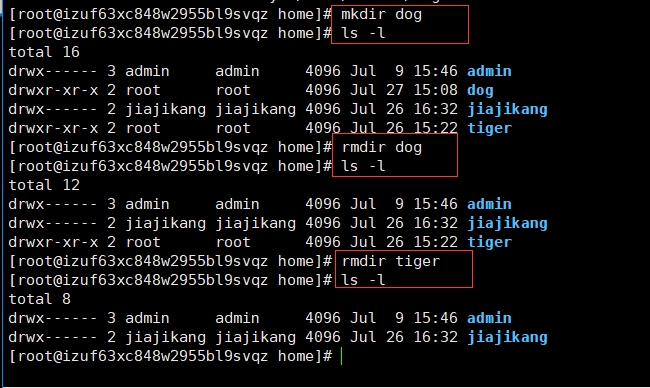 [root@izuf63xc848w2955bl9svqz home]# mkdir dog
[root@izuf63xc848w2955bl9svqz home]# ls -l
total 16
drwx------ 3 admin     admin     4096 Jul  9 15:46 admin
drwxr-xr-x 2 root      root      4096 Jul 27 15:08 dog
drwx------ 2 jiajikang jiajikang 4096 Jul 26 16:32 jiajikang
drwxr-xr-x 2 root      root      4096 Jul 26 15:22 tiger
[root@izuf63xc848w2955bl9svqz home]# rmdir dog
[root@izuf63xc848w2955bl9svqz home]# ls -l
total 12
drwx------ 3 admin     admin     4096 Jul  9 15:46 admin
drwx------ 2 jiajikang jiajikang 4096 Jul 26 16:32 jiajikang
drwxr-xr-x 2 root      root      4096 Jul 26 15:22 tiger
[root@izuf63xc848w2955bl9svqz home]# rmdir tiger
[root@izuf63xc848w2955bl9svqz home]# ls -l
total 8
drwx------ 3 admin     admin     4096 Jul  9 15:46 admin
drwx------ 2 jiajikang jiajikang 4096 Jul 26 16:32 jiajikang
[root@izuf63xc848w2955bl9svqz home]#